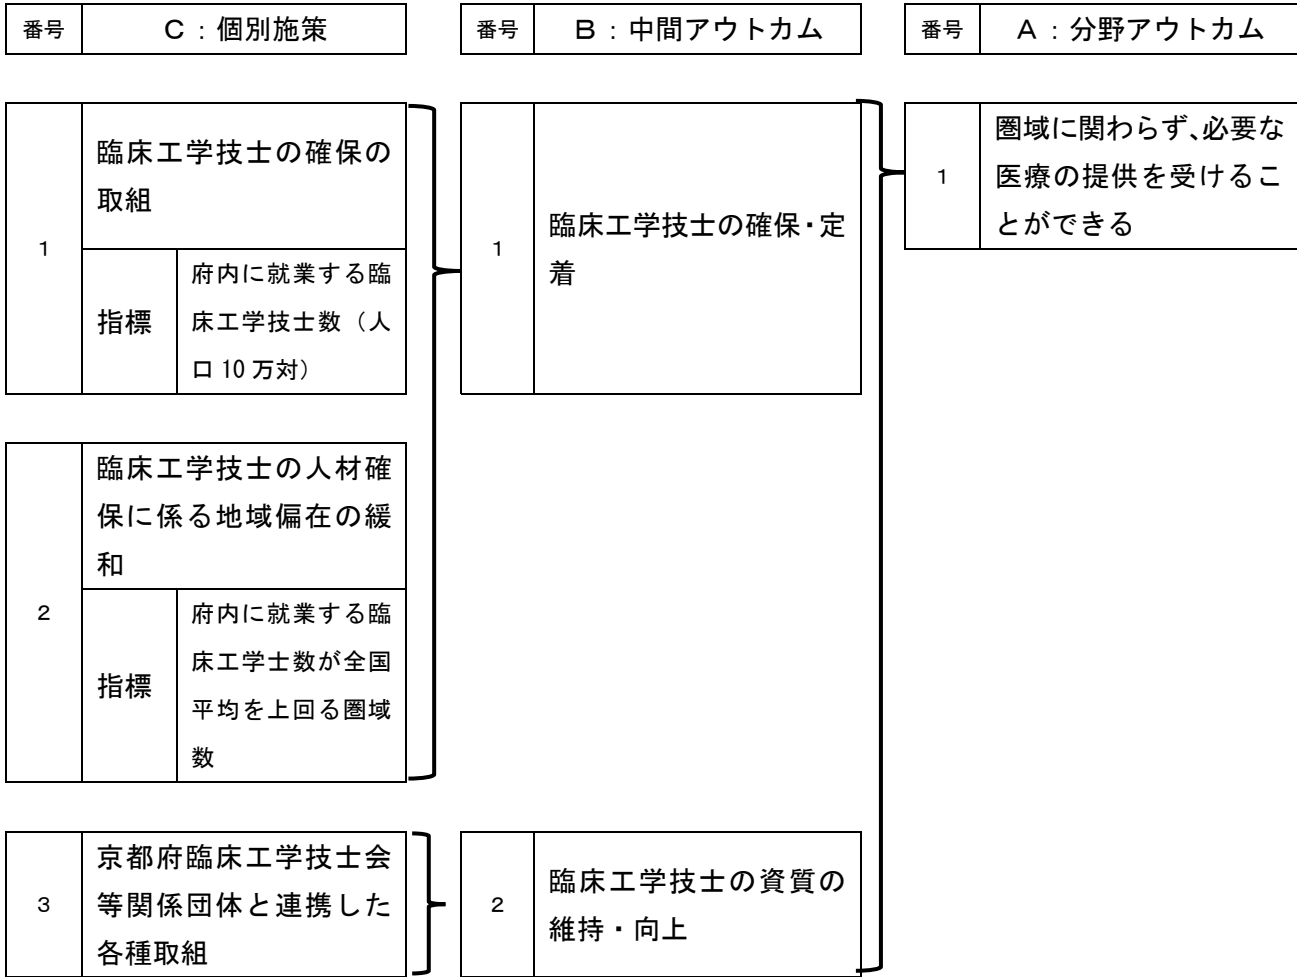 番号 C：個別施策
番号 B：中間アウトカム
番号 A：分野アウトカム
1
臨床工学技士の確保の
取組
指標
府内に就業する臨
床工学技士数（人
口 10 万対）
1
臨床工学技士の確保・定
着
1
圏域に関わらず、必要な
医療の提供を受けるこ
とができる
2
臨床工学技士の人材確
保に係る地域偏在の緩
和
指標
府内に就業する臨
床工学士数が全国
平均を上回る圏域
数
3
京都府臨床工学技士会
等関係団体と連携した
各種取組
2
臨床工学技士の資質の
維持・向上